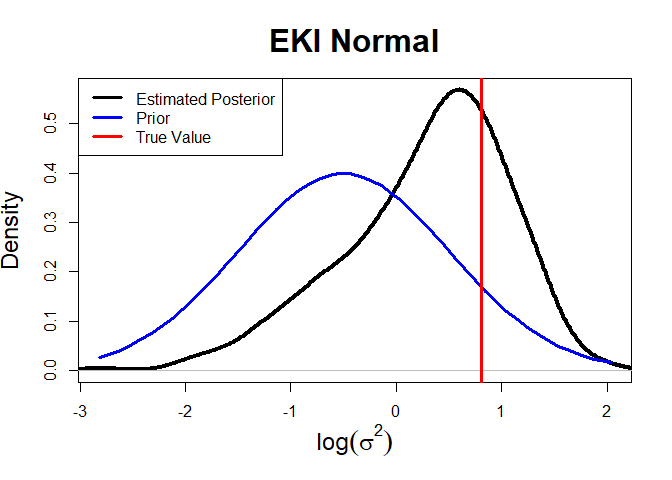 EKI Normal
Estimated Posterior
Prior
True Value
Density
0.0 0.1 0.2 0.3 0.4 0.5
-3 -2 -1 0 1 2
log(σ²)